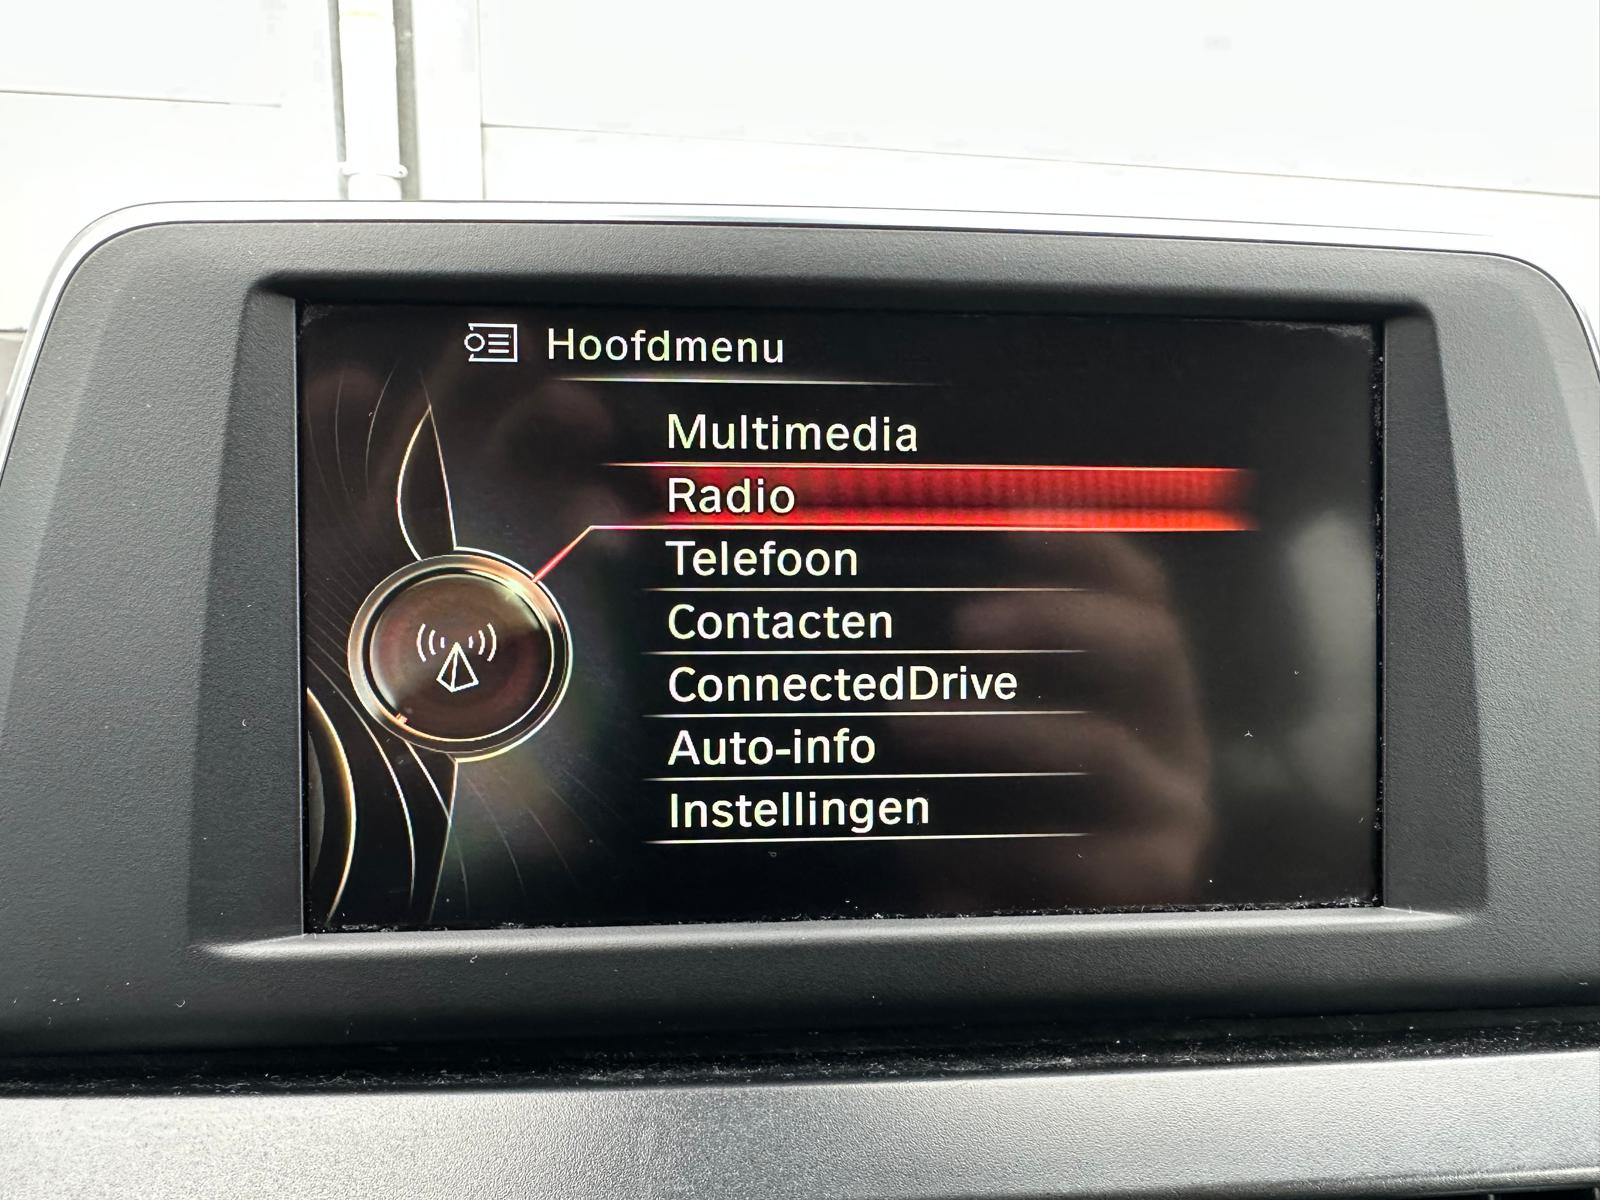 Hoofdmenu
Multimedia
Radio
Telefoon
Contacten
ConnectedDrive
Auto-info
Instellingen